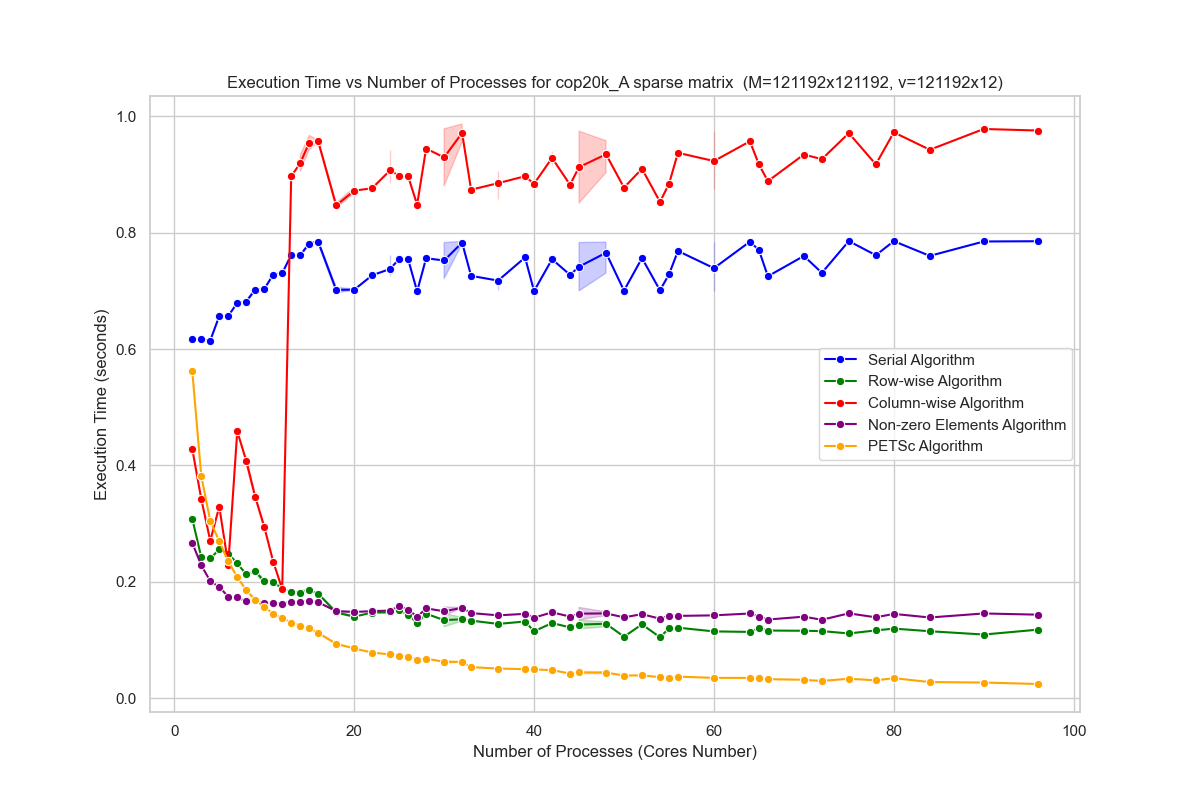 Execution Time vs Number of Processes for cop20k_A sparse matrix  (M=121192x121192, v=121192x12)
Execution Time (seconds)
1.0
0.8
0.6
0.4
0.2
0.0
Serial Algorithm
Row-wise Algorithm
Column-wise Algorithm
Non-zero Elements Algorithm
PETSc Algorithm
0 20 40 60 80 100
Number of Processes (Cores Number)